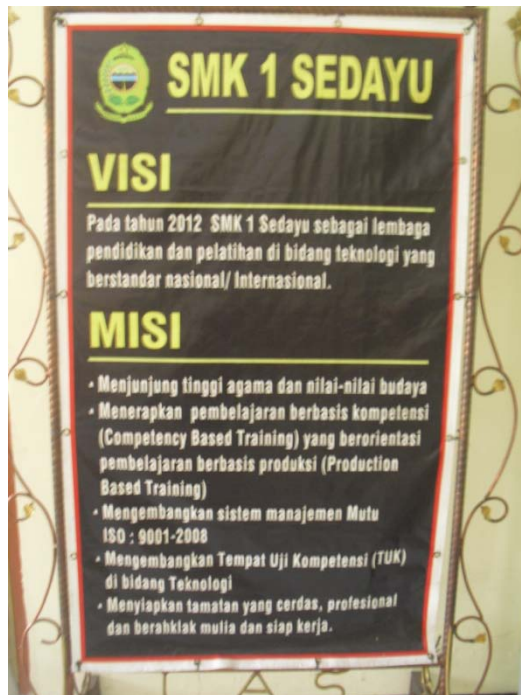 SMK 1 SEDAYU
VISI
Pada tahun 2012 SMK 1 Sedayu sebagai lembaga
pendidikan dan pelatihan di bidang teknologi yang
berstandar nasional/ Internasional.
MISI
• Menjunjung tinggi agama dan nilai-nilai budaya
• Menerapkan pembelajaran berbasis kompetensi
(Competency Based Training) yang berorientasi
pembelajaran berbasis produksi (Production
Based Training)
• Mengembangkan sistem manajemen Mutu
ISO : 9001-2008
• Mengembangkan Tempat Uji Kompetensi (TUK)
di bidang Teknologi
• Menyiapkan tamatan yang cerdas, profesional
dan berahklak mulia dan siap kerja.